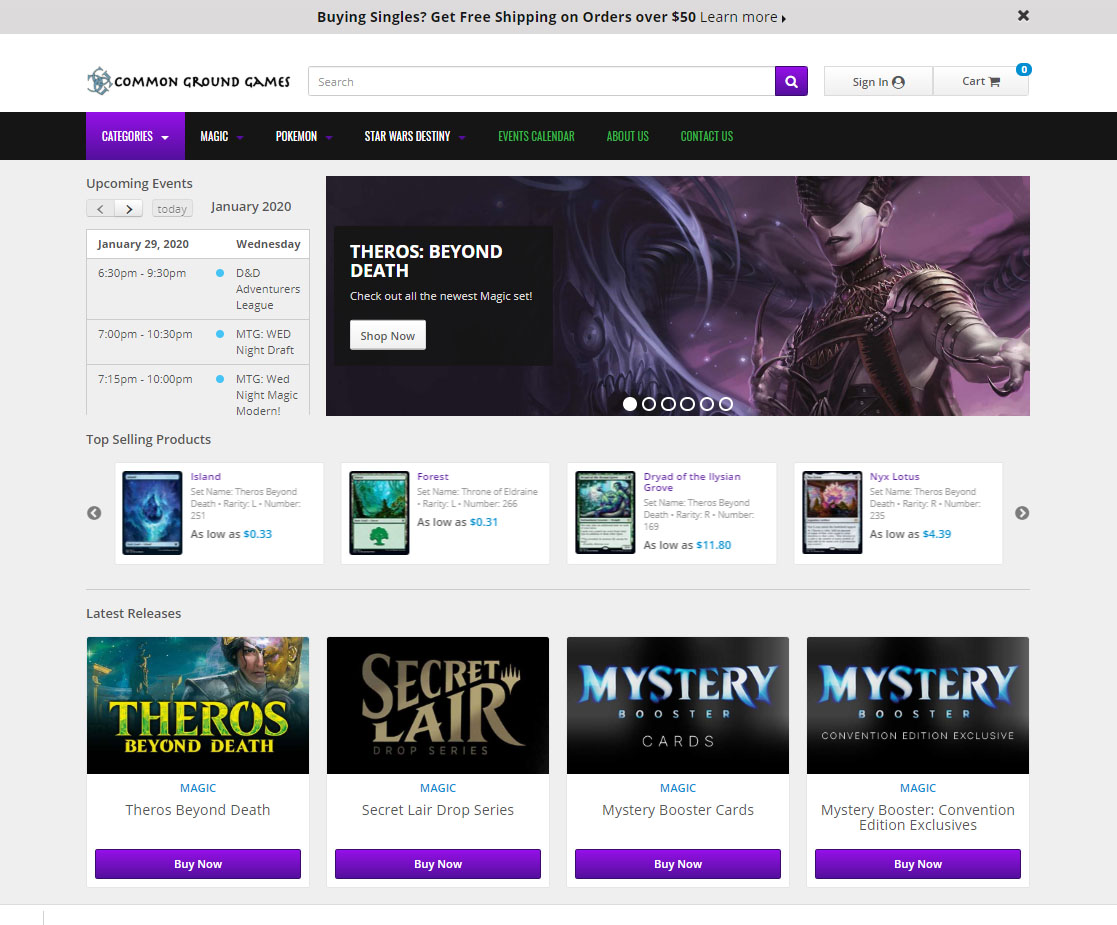 Buying Singles? Get Free Shipping on Orders over $50 Learn more
COMMON GROUND GAMES
Search
Sign In
Cart
0
CATEGORIES
MAGIC
POKEMON
STAR WARS DESTINY
EVENTS CALENDAR
ABOUT US
CONTACT US
Upcoming Events
today
January 2020
January 29, 2020 Wednesday
6:30pm - 9:30pm D&D
Adventurers
League
7:00pm - 10:30pm MTG: WED
Night Draft
7:15pm - 10:00pm MTG: Wed
Night Magic
Modern!
THEROS: BEYOND
DEATH
Check out all the newest Magic set!
Shop Now
Top Selling Products
Island
Set Name: Theros Beyond
Death • Rarity: L • Number:
251
As low as $0.33
Forest
Set Name: Throne of Eldraine
• Rarity: L • Number: 266
As low as $0.31
Dryad of the Ilysian
Grove
Set Name: Theros Beyond
Death • Rarity: R • Number:
169
As low as $11.80
Nyx Lotus
Set Name: Theros Beyond
Death • Rarity: R • Number:
235
As low as $4.39
Latest Releases
THEROS
BEYOND DEATH
MAGIC
Theros Beyond Death
Buy Now
SECRET
LAIR
DROP SERIES
MAGIC
Secret Lair Drop Series
Buy Now
MYSTERY
BOOSTER
CARDS
MAGIC
Mystery Booster Cards
Buy Now
MYSTERY
BOOSTER
CONVENTION EDITION EXCLUSIVE
MAGIC
Mystery Booster: Convention
Edition Exclusives
Buy Now